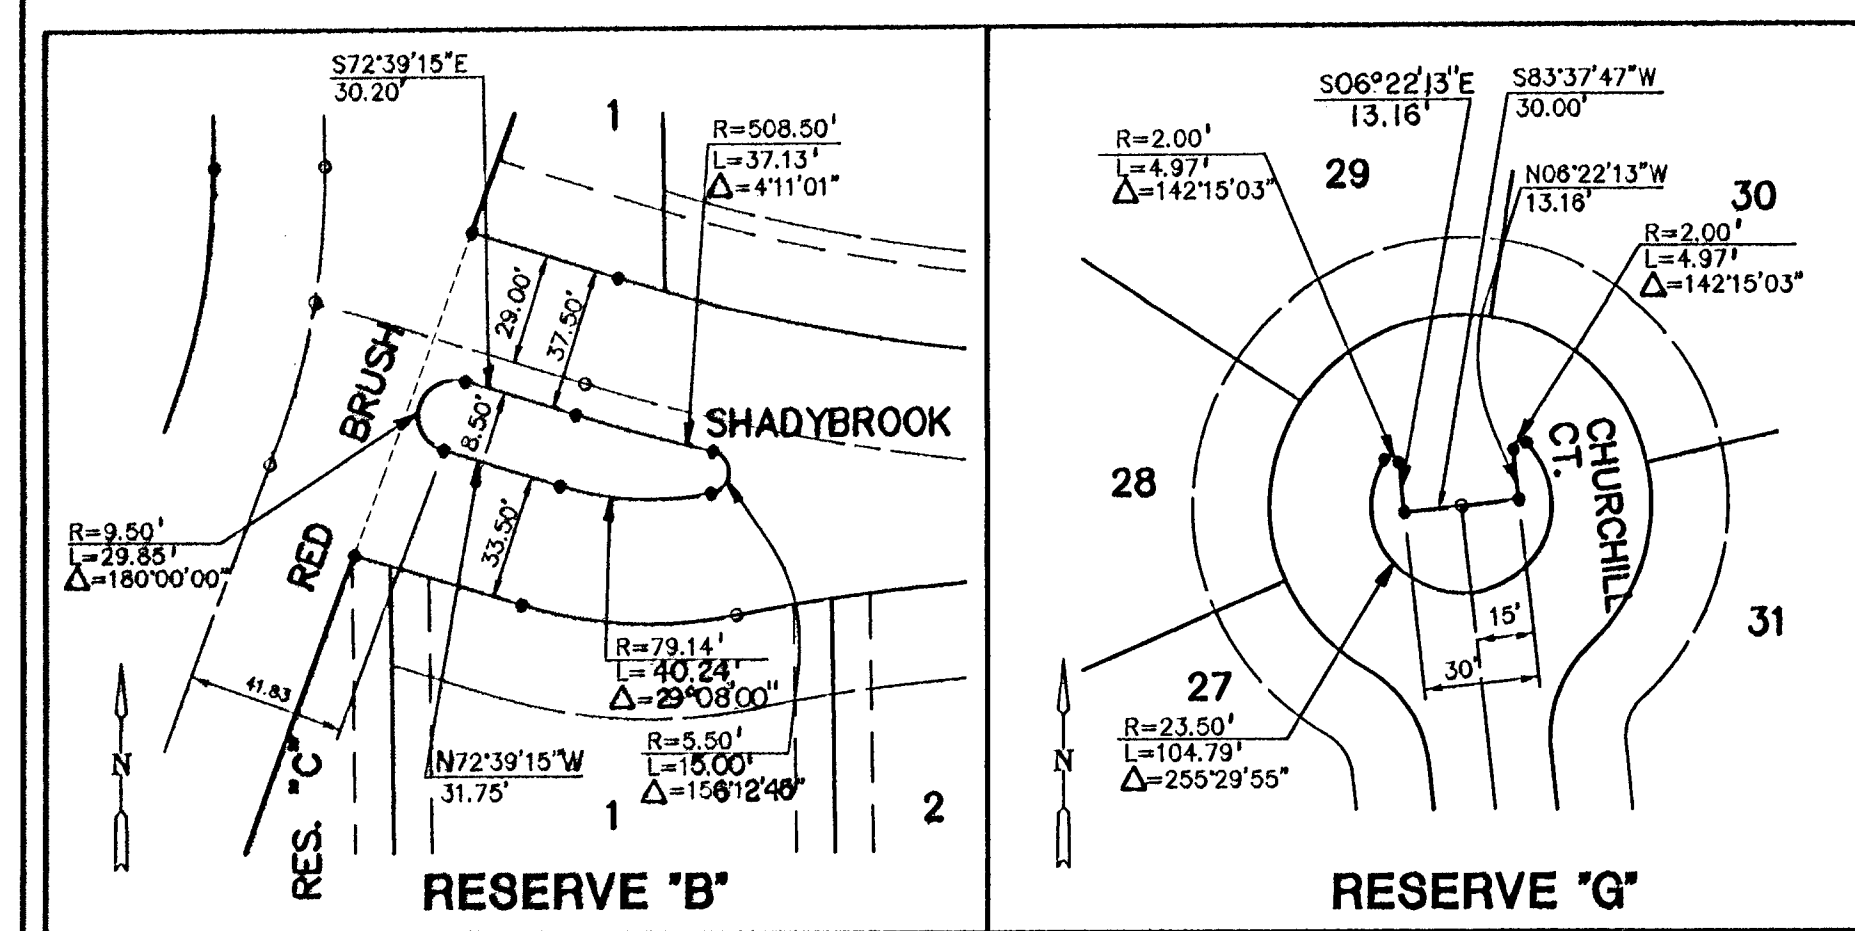 S72°39'15"E
30.20'
1
R=508.50'
L=37.13'
Δ=4°11'01"
29.00'
37.50'
BRUSH
8.50'
SHADYBROOK
R=9.50'
L=29.85'
Δ=180°00'00"
RED
33.50'
R=79.14'
L=40.24'
Δ=29°08'00"
41.83
R=5.50'
L=15.00'
N72°39'15"W
31.75'
RES. "C"
N
1
2
RESERVE "B"
S06°22'13"E
13.16'
S83°37'47"W
30.00'
R=2.00'
L=4.97'
Δ=142°15'03"
29
N06°22'13"W
13.16'
30
R=2.00'
L=4.97'
Δ=142°15'03"
28
CHURCHILL
CT.
15'
30'
31
27
R=23.50'
L=104.79'
Δ=255°29'55"
N
RESERVE "G"